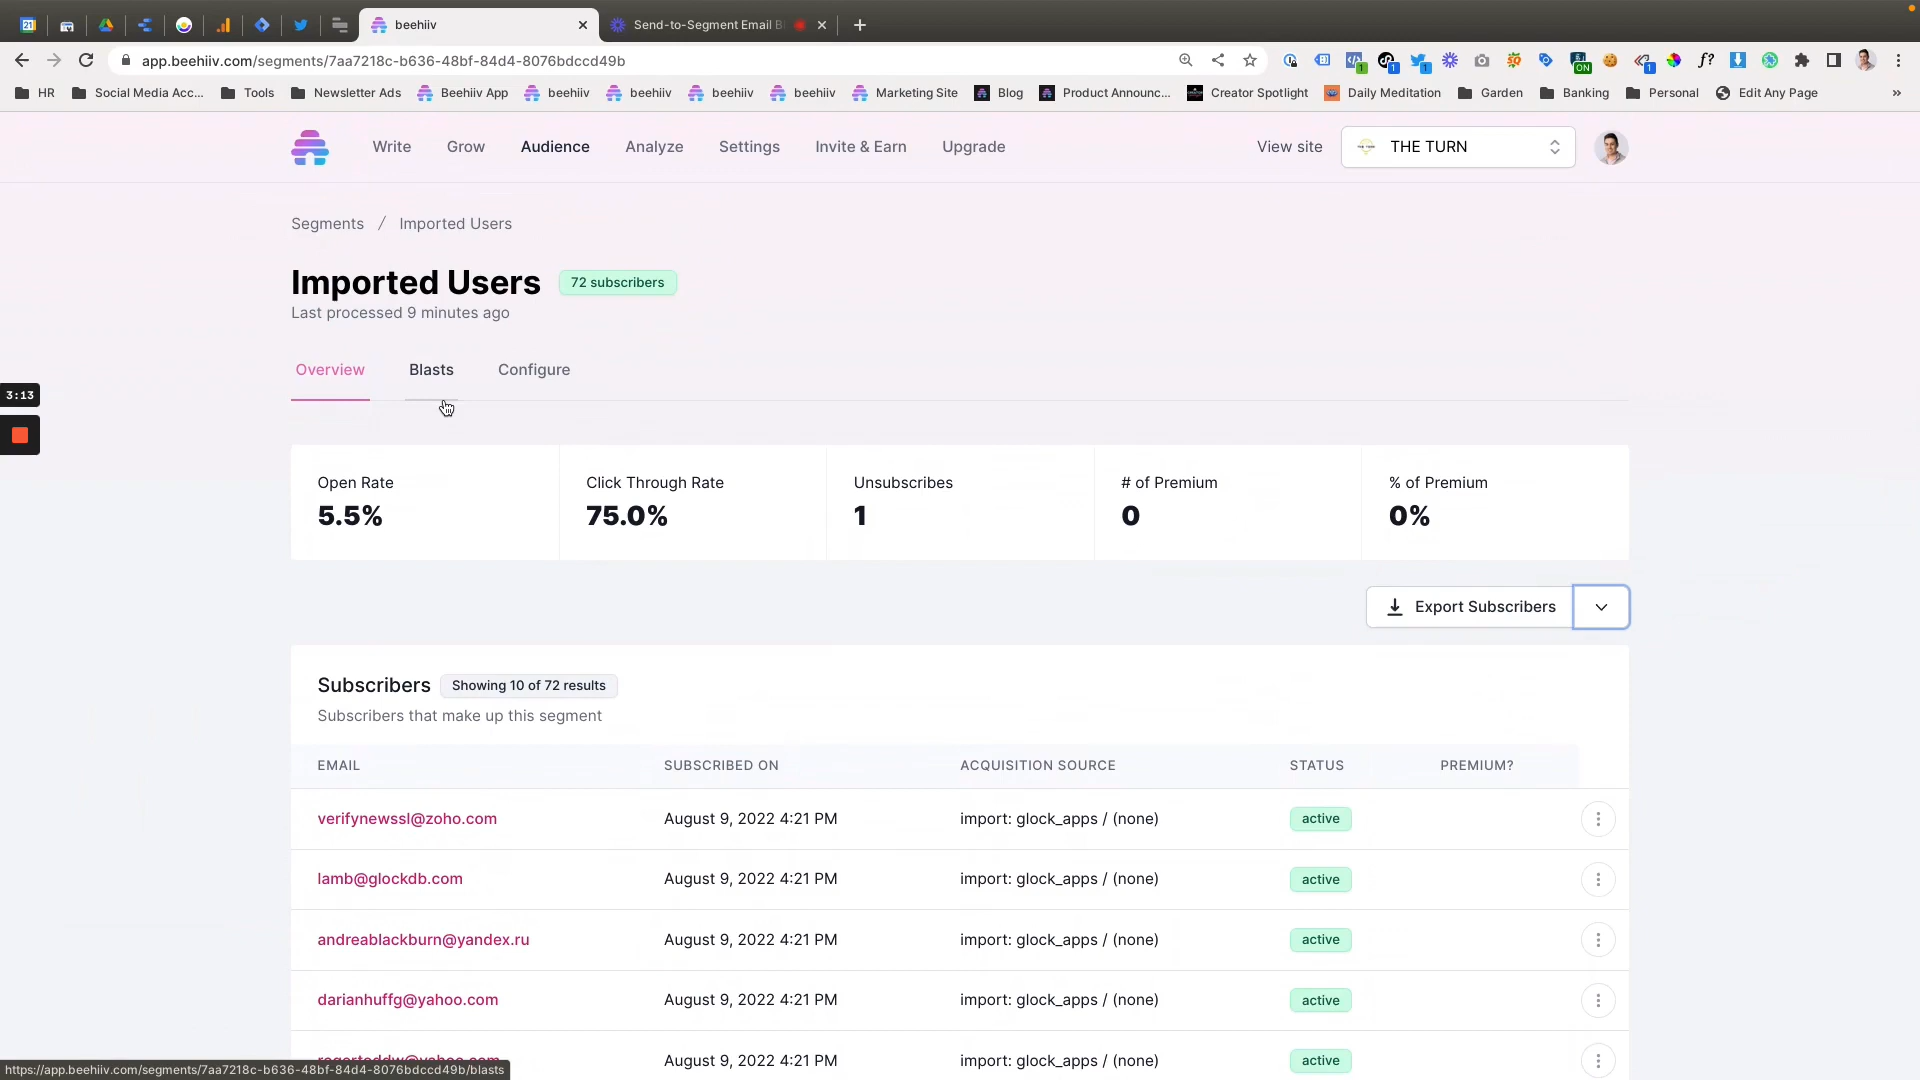 beehiiv
Send-to-Segment Email B
app.beehiiv.com/segments/7aa7218c-b636-48bf-84d4-8076bdccd49b
HR
Social Media Acc...
Tools
Newsletter Ads
Beehiiv App
beehiiv
beehiiv
beehiiv
beehiiv
Marketing Site
Blog
Product Announc...
Creator Spotlight
Daily Meditation
Garden
Banking
Personal
Edit Any Page
»
Write
Grow
Audience
Analyze
Settings
Invite & Earn
Upgrade
View site
THE TURN
Segments / Imported Users
Imported Users
72 subscribers
Last processed 9 minutes ago
Overview
Blasts
Configure
3:13
Open Rate
5.5%
Click Through Rate
75.0%
Unsubscribes
1
# of Premium
0
% of Premium
0%
Export Subscribers
Subscribers
Showing 10 of 72 results
Subscribers that make up this segment
EMAIL SUBSCRIBED ON ACQUISITION SOURCE STATUS PREMIUM?
verifynewssl@zoho.com August 9, 2022 4:21 PM import: glock_apps / (none) active
lamb@glockdb.com August 9, 2022 4:21 PM import: glock_apps / (none) active
andreablackburn@yandex.ru August 9, 2022 4:21 PM import: glock_apps / (none) active
darianhuffg@yahoo.com August 9, 2022 4:21 PM import: glock_apps / (none) active
August 9, 2022 4:21 PM import: glock_apps / (none) active
https://app.beehiiv.com/segments/7aa7218c-b636-48bf-84d4-8076bdccd49b/blasts